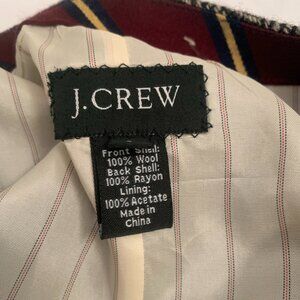 J.CREW
Front Shell:
100% Wool
Back Shell:
100% Rayon
Lining:
100% Acetate
Made in
China